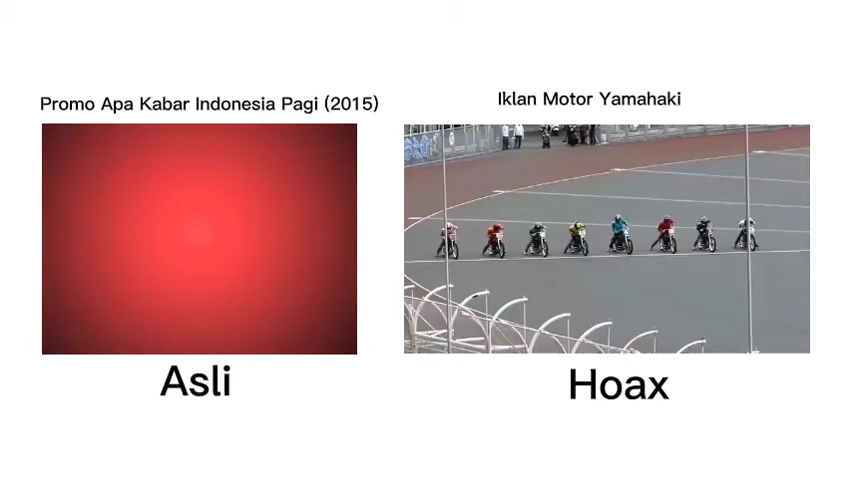 Promo Apa Kabar Indonesia Pagi (2015)
Iklan Motor Yamahaki
Asli
Hoax